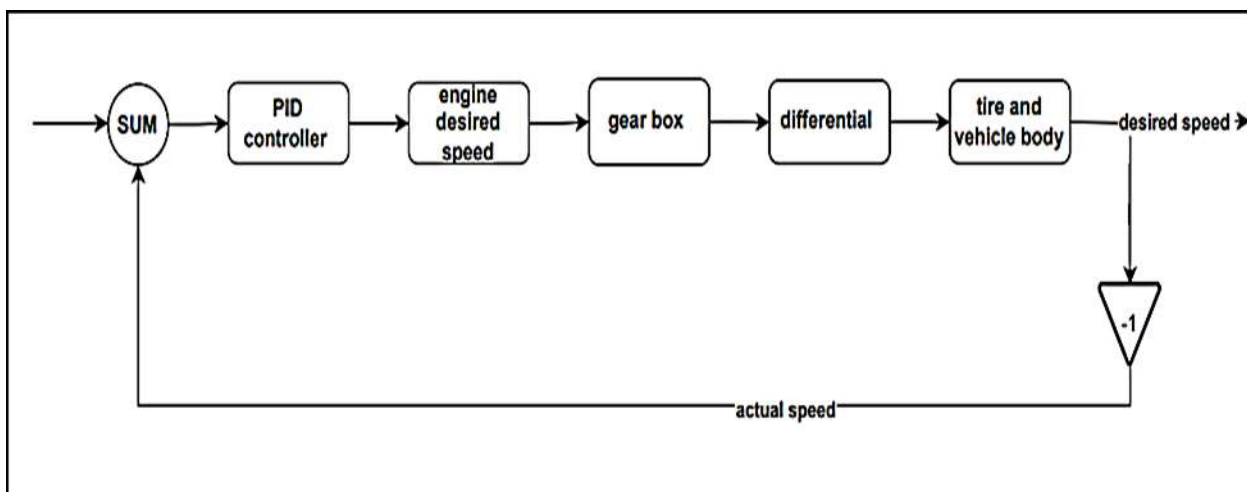 SUM
PID
controller
engine
desired
speed
gear box
differential
tire and
vehicle body
desired speed
-1
actual speed